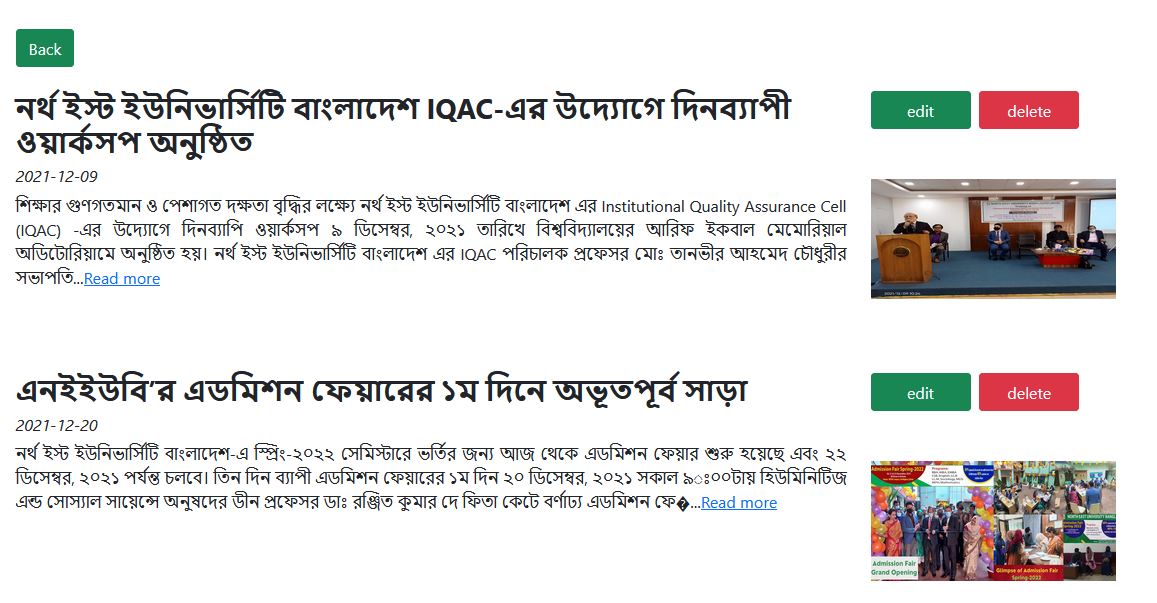 Back
নর্থ ইস্ট ইউনিভার্সিটি বাংলাদেশ IQAC-এর উদ্যোগে দিনব্যাপী
ওয়ার্কসপ অনুষ্ঠিত
edit
delete
2021-12-09
শিক্ষার গুণগতমান ও পেশাগত দক্ষতা বৃদ্ধির লক্ষ্যে নর্থ ইস্ট ইউনিভার্সিটি বাংলাদেশ এর Institutional Quality Assurance Cell
(IQAC) -এর উদ্যোগে দিনব্যাপি ওয়ার্কসপ ৯ ডিসেম্বর, ২০২১ তারিখে বিশ্ববিদ্যালয়ের আরিফ ইকবাল মেমোরিয়াল
অডিটোরিয়ামে অনুষ্ঠিত হয়। নর্থ ইস্ট ইউনিভার্সিটি বাংলাদেশ এর IQAC পরিচালক প্রফেসর মোঃ তানভীর আহমেদ চৌধুরীর
সভাপতি...Read more
এনইইউবি’র এডমিশন ফেয়ারের ১ম দিনে অভূতপূর্ব সাড়া
edit
delete
2021-12-20
নর্থ ইস্ট ইউনিভার্সিটি বাংলাদেশ-এ স্প্রিং-২০২২ সেমিস্টারে ভর্তির জন্য আজ থেকে এডমিশন ফেয়ার শুরু হয়েছে এবং ২২
ডিসেম্বর, ২০২১ পর্যন্ত চলবে। তিন দিন ব্যাপী এডমিশন ফেয়ারের ১ম দিন ২০ ডিসেম্বর, ২০২১ সকাল ৯ঃ০০টায় হিউমিনিটিজ
এন্ড সোস্যাল সায়েন্সে অনুষদের ডীন প্রফেসর ডাঃ রঞ্জিত কুমার দে ফিতা কেটে বর্ণাঢ্য এডমিশন ফে�...Read more
Admission Fair Spring-2022
Programs
Admission Fair
Spring 2022
Admission Fair
Grand Opening
Glimpse of Admission Fair
Spring-2022